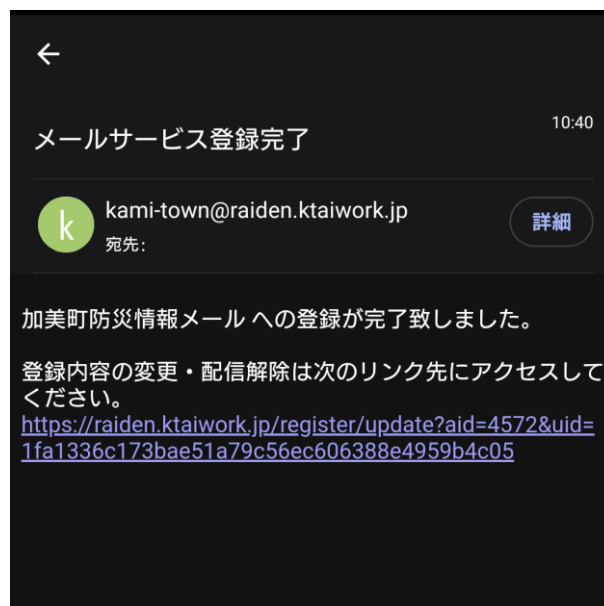 メールサービス登録完了
10:40
k
kami-town@raiden.ktaiwork.jp
宛先:
詳細
加美町防災情報メール への登録が完了致しました。
登録内容の変更・配信解除は次のリンク先にアクセスして
ください。
https://raiden.ktaiwork.jp/register/update?aid=4572&uid=
1fa1336c173bae51a79c56ec606388e4959b4c05